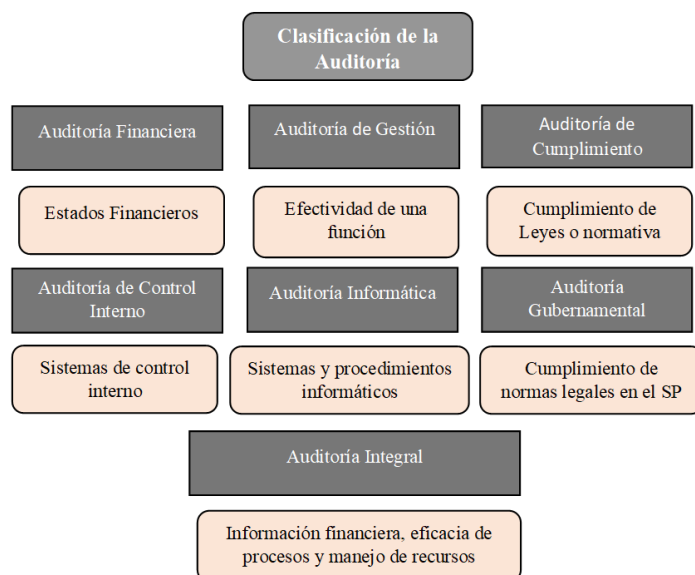 Clasificación de la
Auditoría
Auditoría Financiera
Auditoría de Gestión
Auditoría de
Cumplimiento
Estados Financieros
Efectividad de una
función
Cumplimiento de
Leyes o normativa
Auditoría de Control
Interno
Auditoría Informática
Auditoría
Gubernamental
Sistemas de control
interno
Sistemas y procedimientos
informáticos
Cumplimiento de
normas legales en el SP
Auditoría Integral
Información financiera, eficacia de
procesos y manejo de recursos